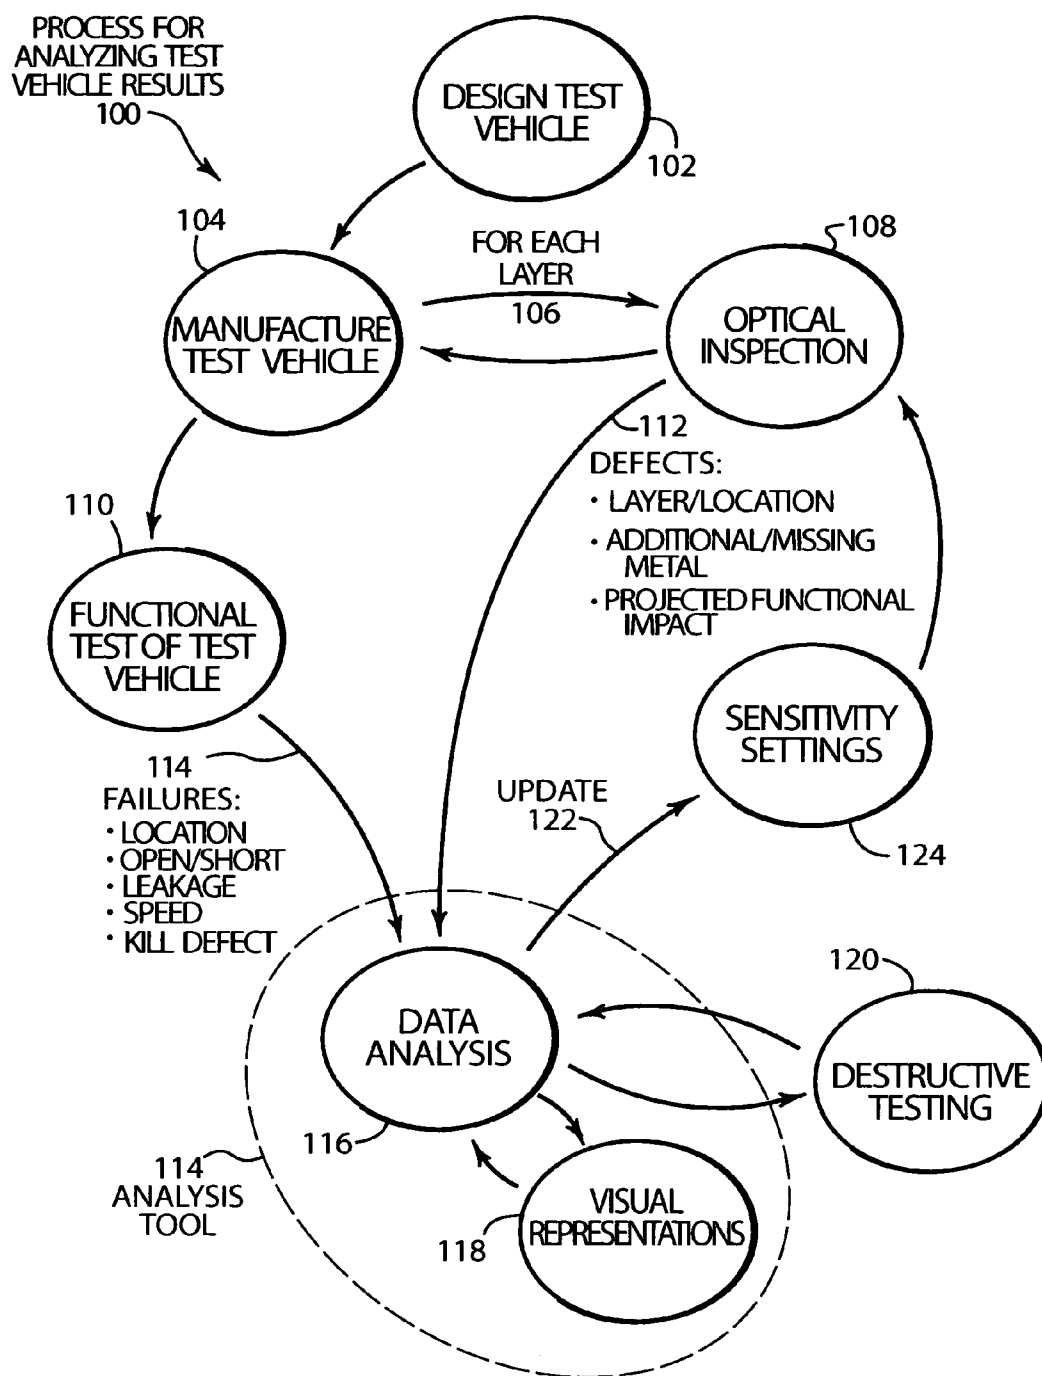 PROCESS FOR
ANALYZING TEST
VEHICLE RESULTS
100
DESIGN TEST
VEHICLE
102
104
MANUFACTURE
TEST VEHICLE
FOR EACH
LAYER
106
108
OPTICAL
INSPECTION
112
DEFECTS:
· LAYER/LOCATION
· ADDITIONAL/MISSING
METAL
· PROJECTED FUNCTIONAL
IMPACT
110
FUNCTIONAL
TEST OF TEST
VEHICLE
114
FAILURES:
· LOCATION
· OPEN/SHORT
· LEAKAGE
· SPEED
· KILL DEFECT
SENSITIVITY
SETTINGS
124
UPDATE
122
DATA
ANALYSIS
116
120
DESTRUCTIVE
TESTING
114
ANALYSIS
TOOL
VISUAL
REPRESENTATIONS
118